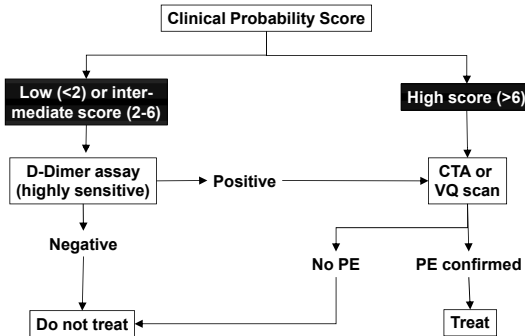 Clinical Probability Score
Low (<2) or inter-
mediate score (2-6)
High score (>6)
D-Dimer assay
(highly sensitive)
Positive
CTA or
VQ scan
Negative
No PE
PE confirmed
Do not treat
Treat